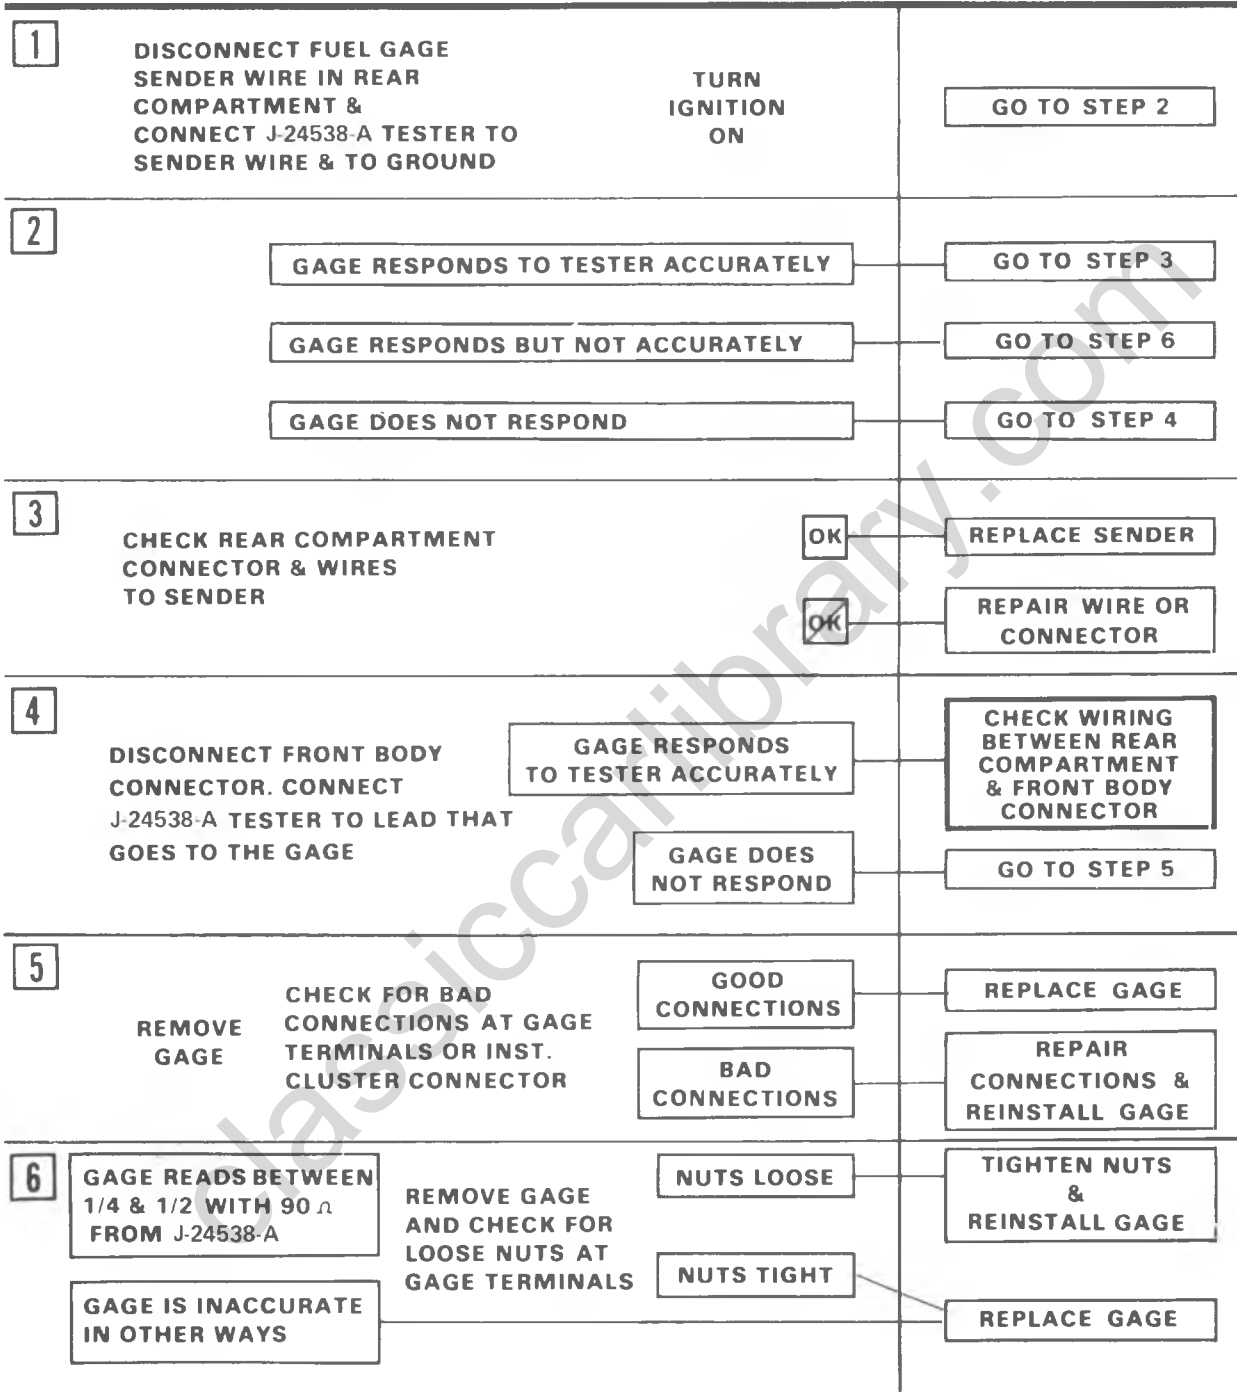 1
DISCONNECT FUEL GAGE
SENDER WIRE IN REAR
COMPARTMENT &
CONNECT J-24538-A TESTER TO
SENDER WIRE & TO GROUND
TURN
IGNITION
ON
GO TO STEP 2
2
GAGE RESPONDS TO TESTER ACCURATELY
GO TO STEP 3
GAGE RESPONDS BUT NOT ACCURATELY
GO TO STEP 6
GAGE DOES NOT RESPOND
GO TO STEP 4
3
CHECK REAR COMPARTMENT
CONNECTOR & WIRES
TO SENDER
OK
REPLACE SENDER
OK
REPAIR WIRE OR
CONNECTOR
4
DISCONNECT FRONT BODY
CONNECTOR. CONNECT
J-24538-A TESTER TO LEAD THAT
GOES TO THE GAGE
GAGE RESPONDS
TO TESTER ACCURATELY
CHECK WIRING
BETWEEN REAR
COMPARTMENT
& FRONT BODY
CONNECTOR
GAGE DOES
NOT RESPOND
GO TO STEP 5
5
REMOVE
GAGE
CHECK FOR BAD
CONNECTIONS AT GAGE
TERMINALS OR INST.
CLUSTER CONNECTOR
GOOD
CONNECTIONS
REPLACE GAGE
BAD
CONNECTIONS
REPAIR
CONNECTIONS &
REINSTALL GAGE
6
GAGE READS BETWEEN
1/4 & 1/2 WITH 90 Ω
FROM J-24538-A
REMOVE GAGE
AND CHECK FOR
LOOSE NUTS AT
GAGE TERMINALS
NUTS LOOSE
TIGHTEN NUTS
&
REINSTALL GAGE
NUTS TIGHT
GAGE IS INACCURATE
IN OTHER WAYS
REPLACE GAGE
classiccarlibrary.com